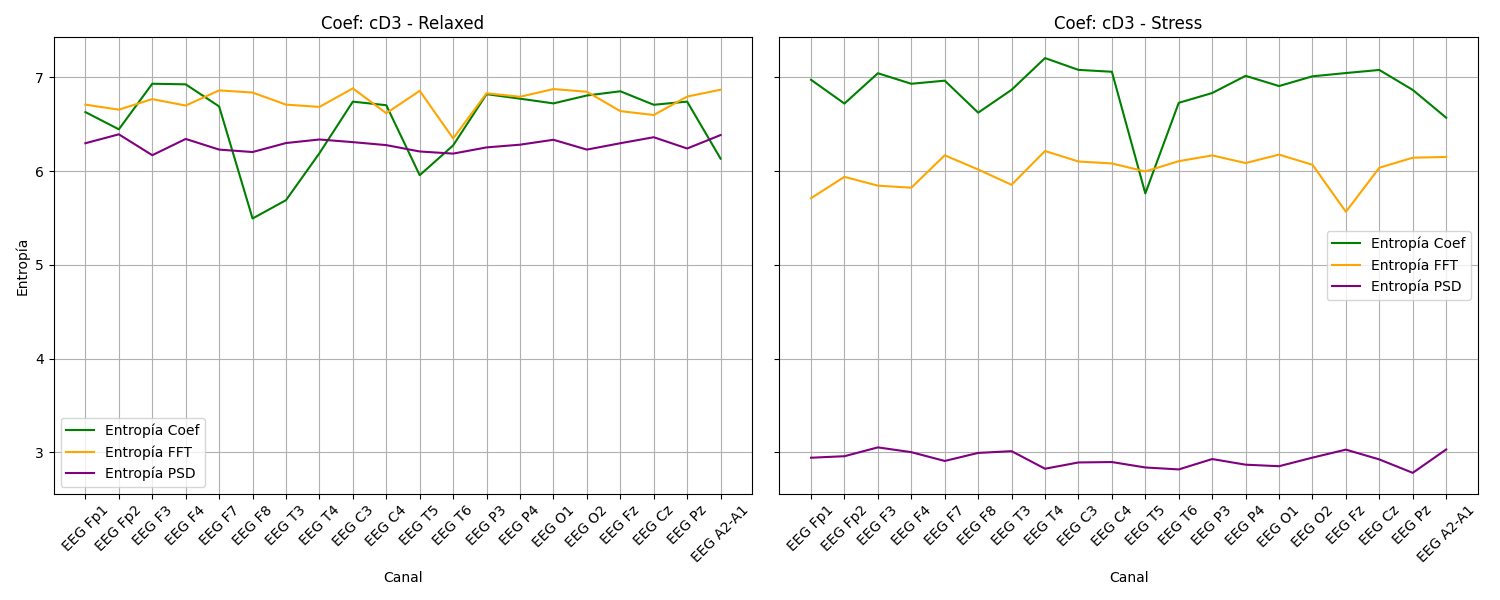 Coef: cD3 - Relaxed
Entropía
7
6
5
4
3
Entropía Coef
Entropía FFT
Entropía PSD
EEG Fp1
EEG Fp2
EEG F3
EEG F4
EEG F7
EEG F8
EEG T3
EEG T4
EEG C3
EEG C4
EEG T5
EEG T6
EEG P3
EEG P4
EEG O1
EEG O2
EEG Fz
EEG Cz
EEG Pz
EEG A2-A1
Canal
Coef: cD3 - Stress
Entropía Coef
Entropía FFT
Entropía PSD
EEG Fp1
EEG Fp2
EEG F3
EEG F4
EEG F7
EEG F8
EEG T3
EEG T4
EEG C3
EEG C4
EEG T5
EEG T6
EEG P3
EEG P4
EEG O1
EEG O2
EEG Fz
EEG Cz
EEG Pz
EEG A2-A1
Canal